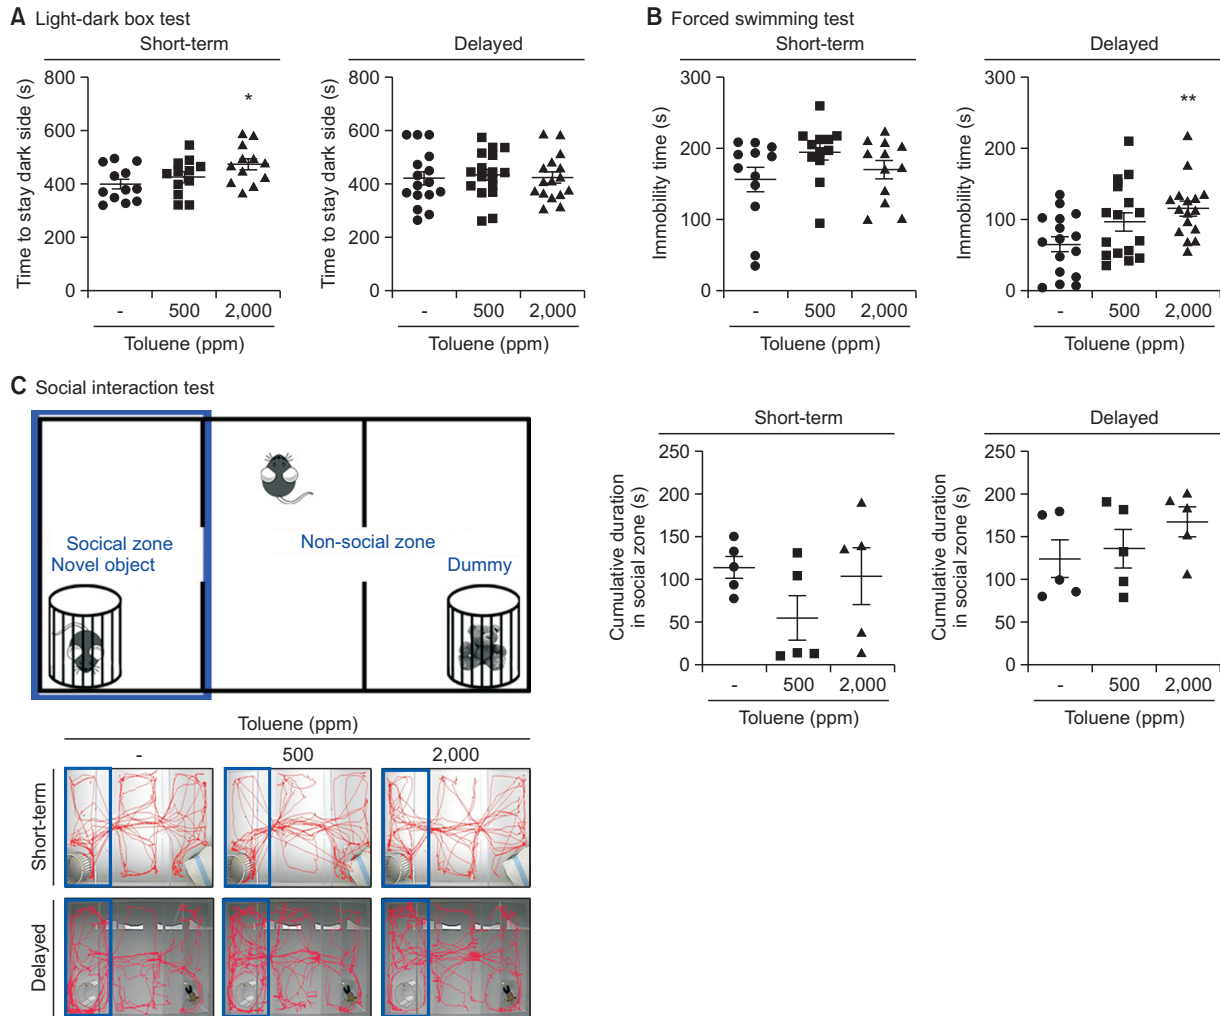 A Light-dark box test
Short-term
Delayed
Time to stay dark side (s)
800
600
400
200
0
*
- 500 2,000
Toluene (ppm)
Time to stay dark side (s)
800
600
400
200
0
- 500 2,000
Toluene (ppm)
B Forced swimming test
Short-term
Delayed
Immobility time (s)
300
200
100
0
- 500 2,000
Toluene (ppm)
Immobility time (s)
300
200
100
0
**
- 500 2,000
Toluene (ppm)
C Social interaction test
Socical zone
Novel object
Non-social zone
Dummy
Short-term
Delayed
Cumulative duration
in social zone (s)
250
200
150
100
50
0
- 500 2,000
Toluene (ppm)
Cumulative duration
in social zone (s)
250
200
150
100
50
0
- 500 2,000
Toluene (ppm)
Toluene (ppm)
- 500 2,000
Short-term
Delayed